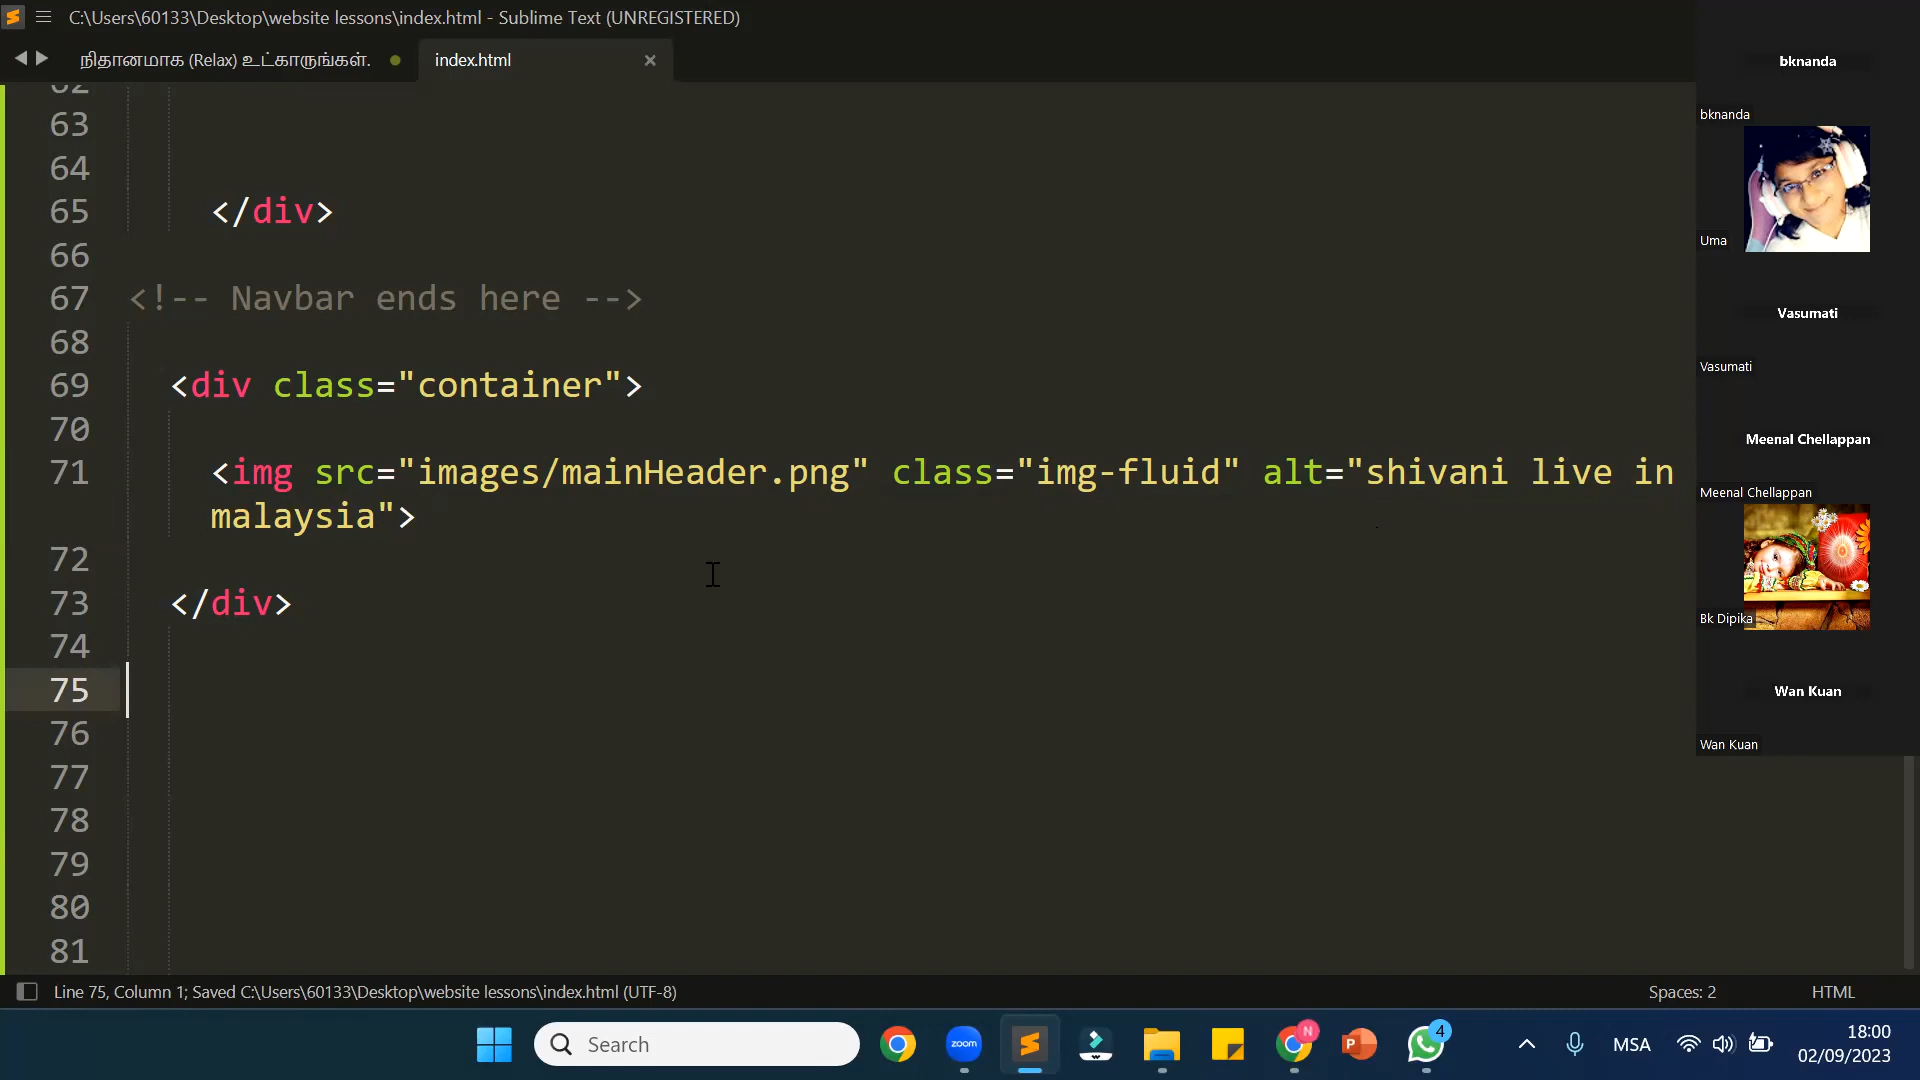 C:\Users\60133\Desktop\website lessons\index.html - Sublime Text (UNREGISTERED)
நிதானமாக (Relax) உட்காருங்கள்.
index.html
62
63
64
65 </div>
66
67 <!-- Navbar ends here -->
68
69 <div class="container">
70
71 <img src="images/mainHeader.png" class="img-fluid" alt="shivani live in
malaysia">
72
73 </div>
74
75
76
77
78
79
80
81
bknanda
bknanda
Uma
Vasumati
Vasumati
Meenal Chellappan
Meenal Chellappan
Bk Dipika
Wan Kuan
Wan Kuan
Line 75, Column 1; Saved C:\Users\60133\Desktop\website lessons\index.html (UTF-8)
Spaces: 2
HTML
Search
zoom
N
P
4
MSA
18:00
02/09/2023